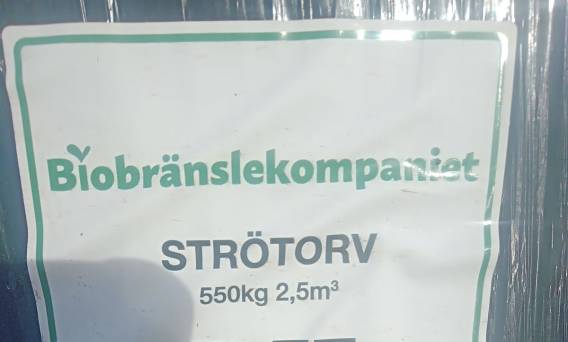 Biobränslekompaniet
STRÖTORV
550kg 2,5m³